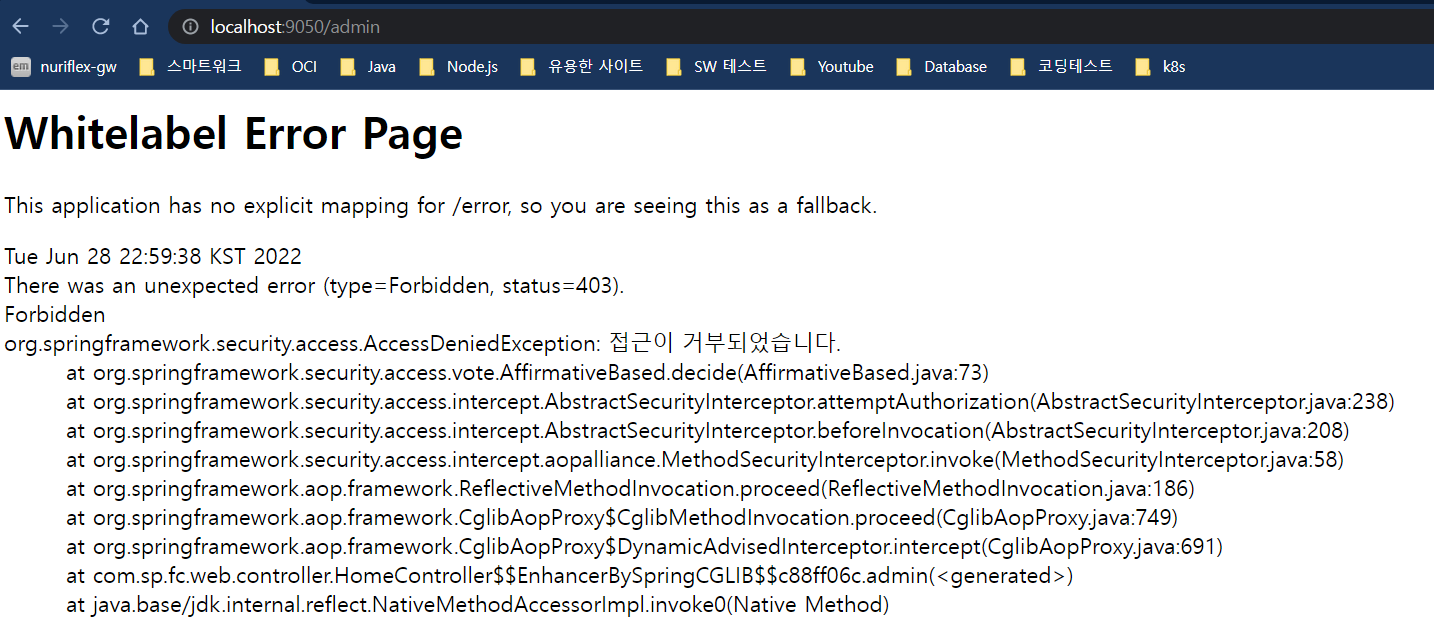 localhost:9050/admin
em nuriflex-gw 스마트워크 OCI Java Node.js 유용한 사이트 SW 테스트 Youtube Database 코딩테스트 k8s
Whitelabel Error Page
This application has no explicit mapping for /error, so you are seeing this as a fallback.
Tue Jun 28 22:59:38 KST 2022
There was an unexpected error (type=Forbidden, status=403).
Forbidden
org.springframework.security.access.AccessDeniedException: 접근이 거부되었습니다.
at org.springframework.security.access.vote.AffirmativeBased.decide(AffirmativeBased.java:73)
at org.springframework.security.access.intercept.AbstractSecurityInterceptor.attemptAuthorization(AbstractSecurityInterceptor.java:238)
at org.springframework.security.access.intercept.AbstractSecurityInterceptor.beforeInvocation(AbstractSecurityInterceptor.java:208)
at org.springframework.security.access.intercept.aopalliance.MethodSecurityInterceptor.invoke(MethodSecurityInterceptor.java:58)
at org.springframework.aop.framework.ReflectiveMethodInvocation.proceed(ReflectiveMethodInvocation.java:186)
at org.springframework.aop.framework.CglibAopProxy$CglibMethodInvocation.proceed(CglibAopProxy.java:749)
at org.springframework.aop.framework.CglibAopProxy$DynamicAdvisedInterceptor.intercept(CglibAopProxy.java:691)
at com.sp.fc.web.controller.HomeController$$EnhancerBySpringCGLIB$$c88ff06c.admin(<generated>)
at java.base/jdk.internal.reflect.NativeMethodAccessorImpl.invoke0(Native Method)